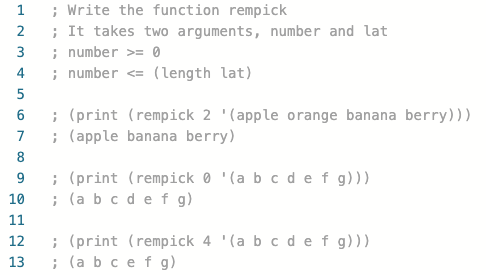 1 ; Write the function rempick
2 ; It takes two arguments, number and lat
3 ; number >= 0
4 ; number <= (length lat)
5
6 ; (print (rempick 2 '(apple orange banana berry)))
7 ; (apple banana berry)
8
9 ; (print (rempick 0 '(a b c d e f g)))
10 ; (a b c d e f g)
11
12 ; (print (rempick 4 '(a b c d e f g)))
13 ; (a b c e f g)